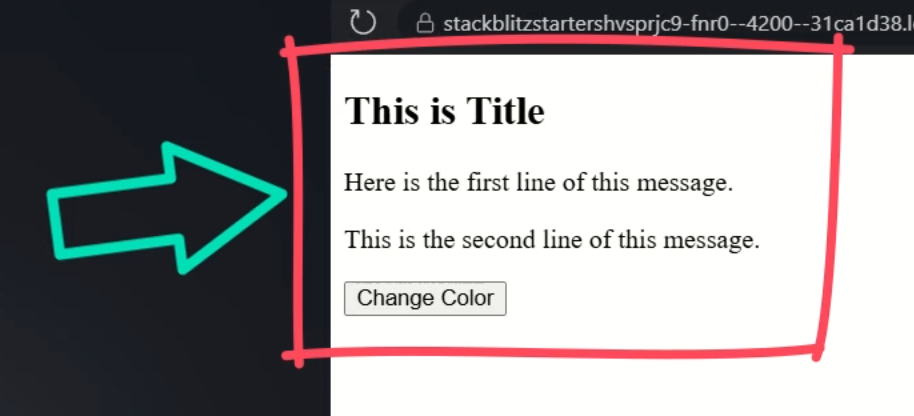 stackblitzstartershvsprjc9-fnr0--4200--31ca1d38.l
This is Title
Here is the first line of this message.
This is the second line of this message.
Change Color